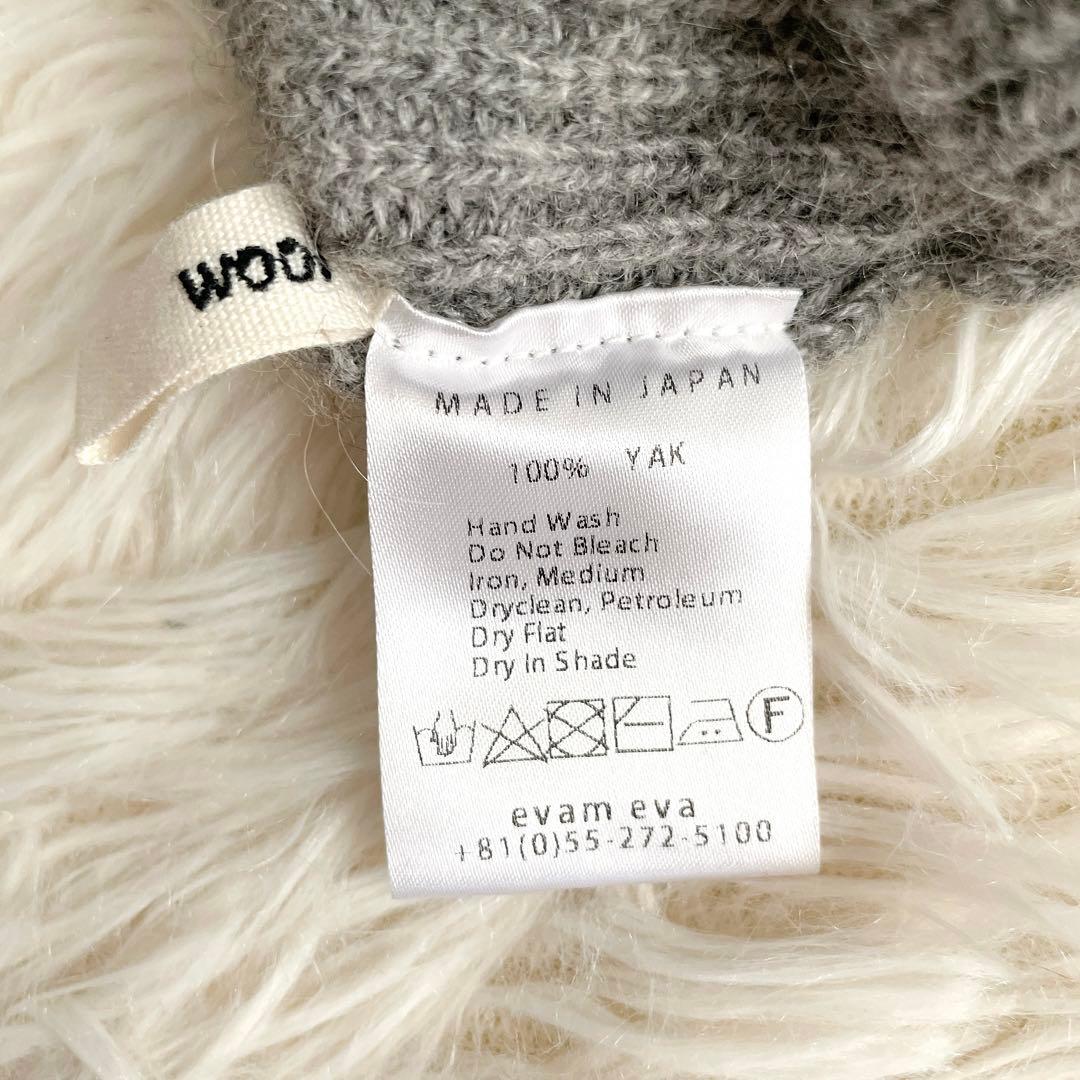 MADE IN JAPAN
100% YAK
Hand Wash
Do Not Bleach
Iron, Medium
Dryclean, Petroleum
Dry Flat
Dry In Shade
F
evam eva
+81(0)55-272-5100